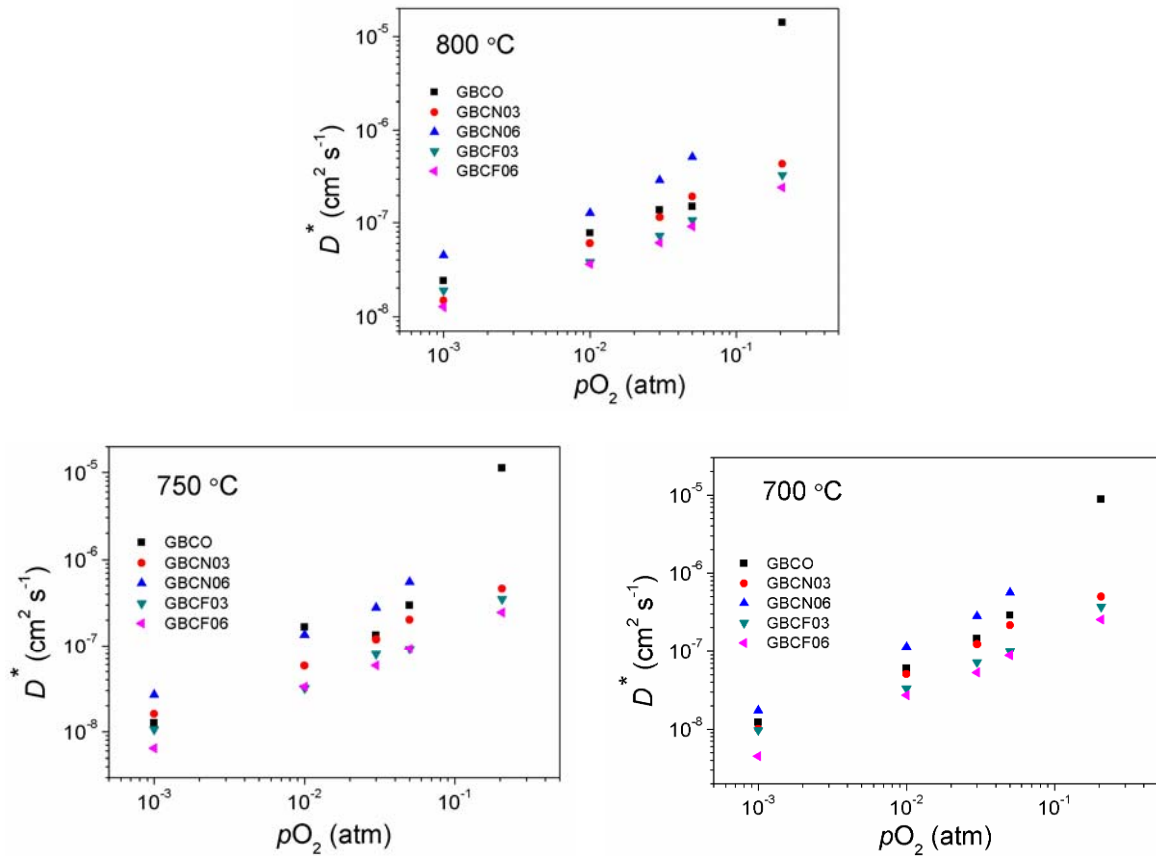 800 °C
GBCO
GBCN03
GBCN06
GBCF03
GBCF06
10⁻⁵
10⁻⁶
10⁻⁷
10⁻⁸
D* (cm² s⁻¹)
10⁻³
10⁻²
10⁻¹
pO₂ (atm)
750 °C
GBCO
GBCN03
GBCN06
GBCF03
GBCF06
10⁻⁵
10⁻⁶
10⁻⁷
10⁻⁸
D* (cm² s⁻¹)
10⁻³
10⁻²
10⁻¹
pO₂ (atm)
700 °C
GBCO
GBCN03
GBCN06
GBCF03
GBCF06
10⁻⁵
10⁻⁶
10⁻⁷
10⁻⁸
D* (cm² s⁻¹)
10⁻³
10⁻²
10⁻¹
pO₂ (atm)